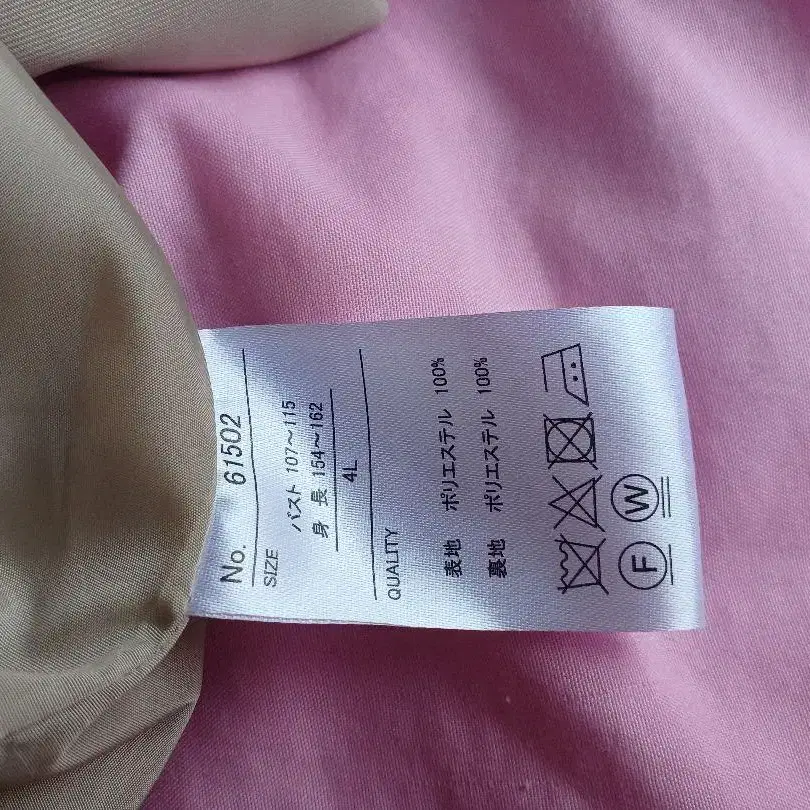 No. 61502
SIZE
バスト 107～115
身 長 154～162
4L
QUALITY
表地 ポリエステル 100%
裏地 ポリエステル 100%
F W